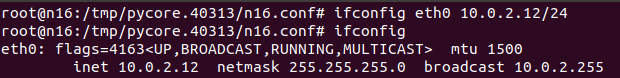 root@n16:/tmp/pycore.40313/n16.conf# ifconfig eth0 10.0.2.12/24
root@n16:/tmp/pycore.40313/n16.conf# ifconfig
eth0: flags=4163<UP,BROADCAST,RUNNING,MULTICAST>  mtu 1500
        inet 10.0.2.12  netmask 255.255.255.0  broadcast 10.0.2.255